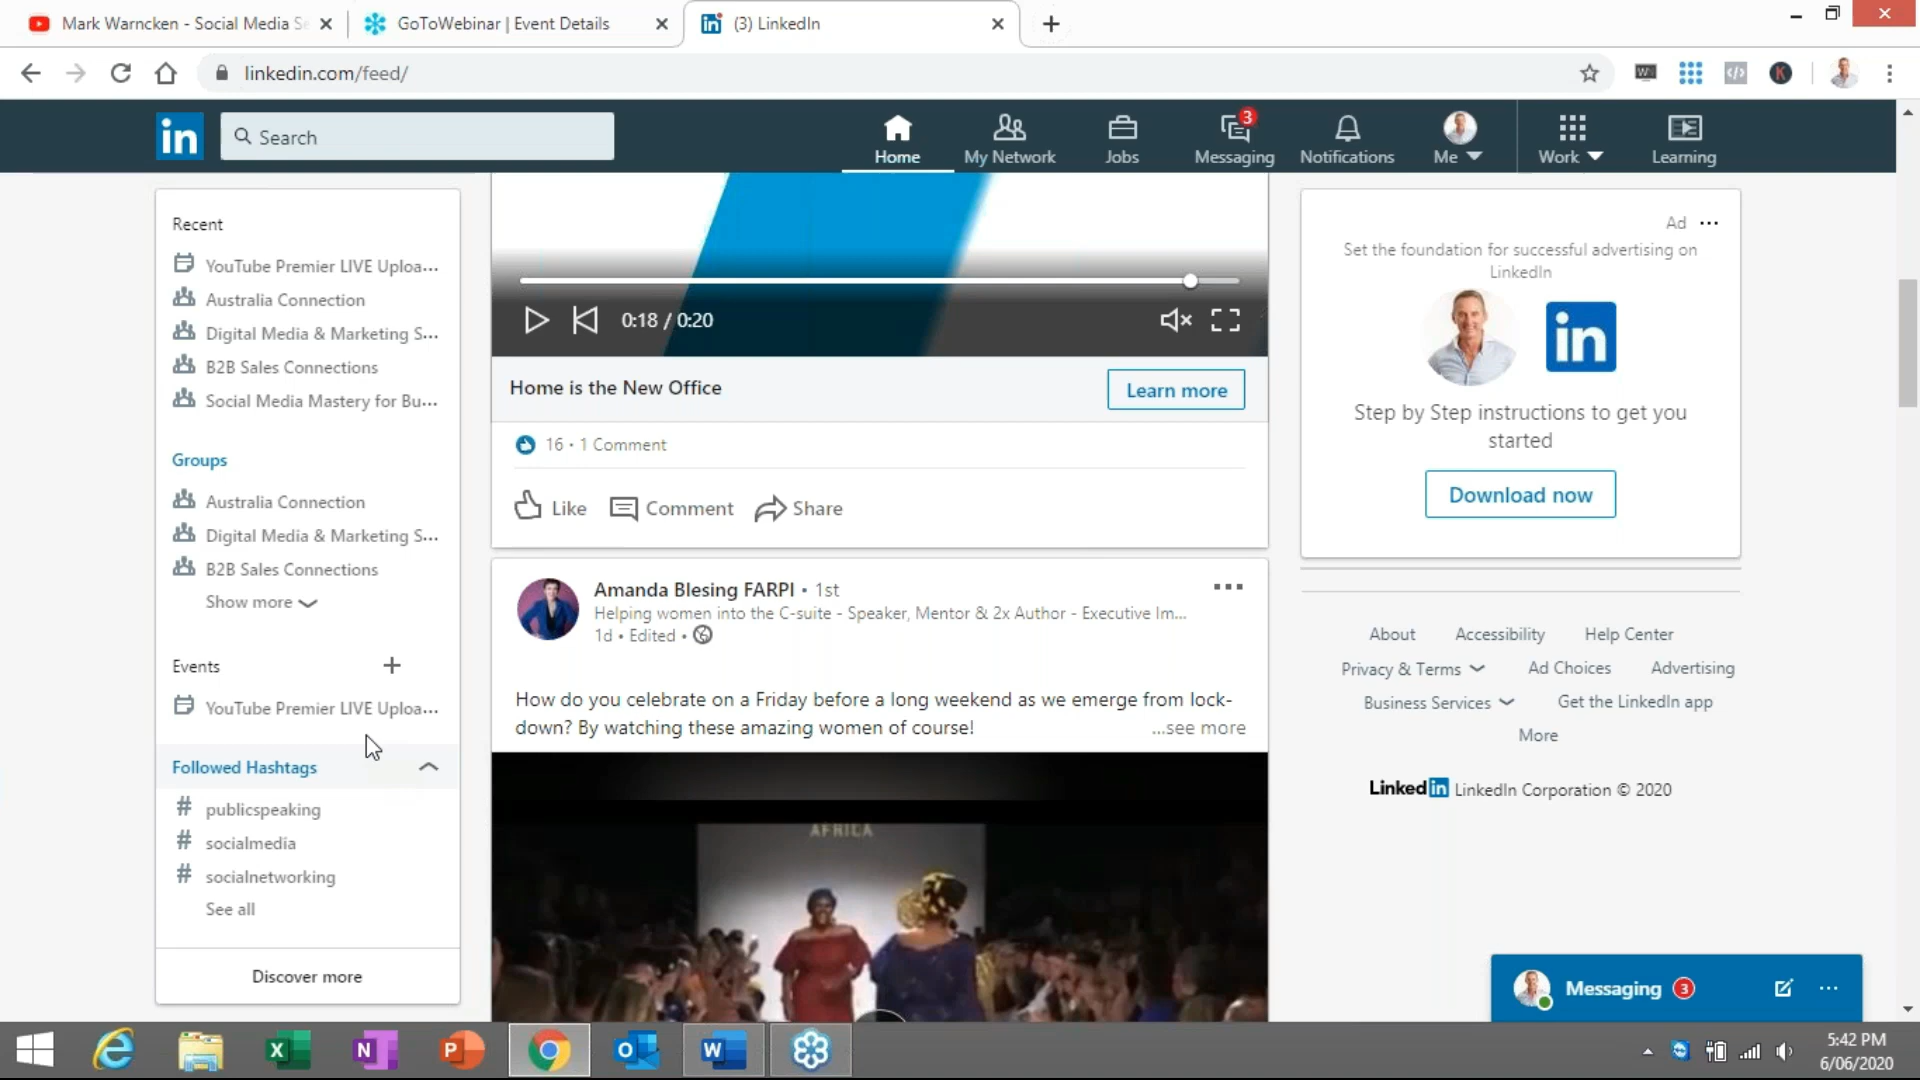 Mark Warncken - Social Media Se
GoToWebinar | Event Details
(3) LinkedIn
linkedin.com/feed/
in
Search
Home
My Network
Jobs
3
Messaging
Notifications
Me
Work
Learning
Recent
YouTube Premier LIVE Uploa...
Australia Connection
Digital Media & Marketing S...
B2B Sales Connections
Social Media Mastery for Bu...
Groups
Australia Connection
Digital Media & Marketing S...
B2B Sales Connections
Show more
Events
YouTube Premier LIVE Uploa...
Followed Hashtags
# publicspeaking
# socialmedia
# socialnetworking
See all
Discover more
0:18 / 0:20
Home is the New Office
Learn more
16 • 1 Comment
Like
Comment
Share
Amanda Blesing FARPI • 1st
Helping women into the C-suite - Speaker, Mentor & 2x Author - Executive Im...
1d • Edited •
How do you celebrate on a Friday before a long weekend as we emerge from lock-
down? By watching these amazing women of course!
...see more
AFRICA
Ad
Set the foundation for successful advertising on
LinkedIn
in
Step by Step instructions to get you
started
Download now
About
Accessibility
Help Center
Privacy & Terms
Ad Choices
Advertising
Business Services
Get the LinkedIn app
More
LinkedIn LinkedIn Corporation © 2020
Messaging 3
5:42 PM
6/06/2020